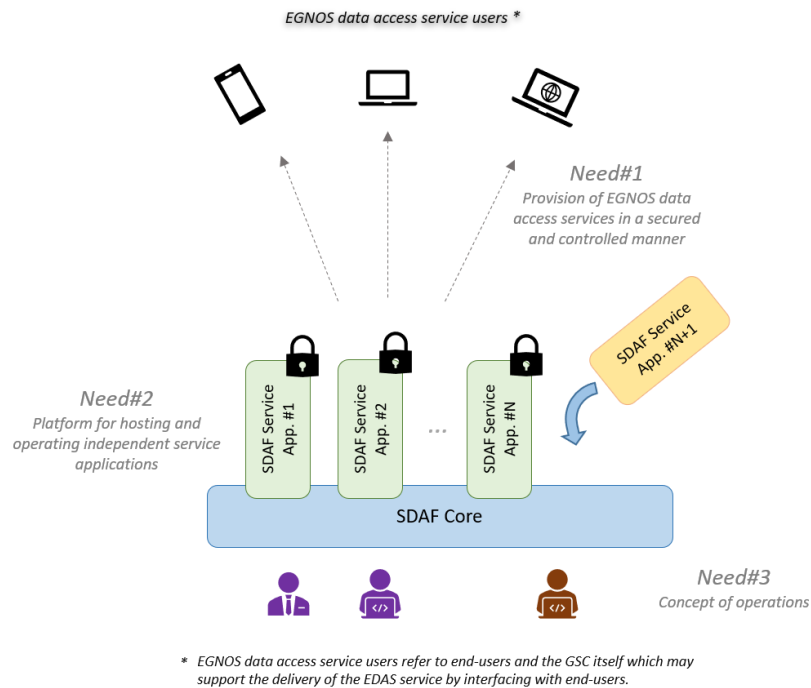 EGNOS data access service users *
Need#1
Provision of EGNOS data
access services in a secured
and controlled manner
SDAF Service
App. #N+1
Need#2
Platform for hosting and
operating independent service
applications
SDAF Service
App. #1
SDAF Service
App. #2
...
SDAF Service
App. #N
SDAF Core
Need#3
Concept of operations
</>
</>
* EGNOS data access service users refer to end-users and the GSC itself which may
support the delivery of the EDAS service by interfacing with end-users.